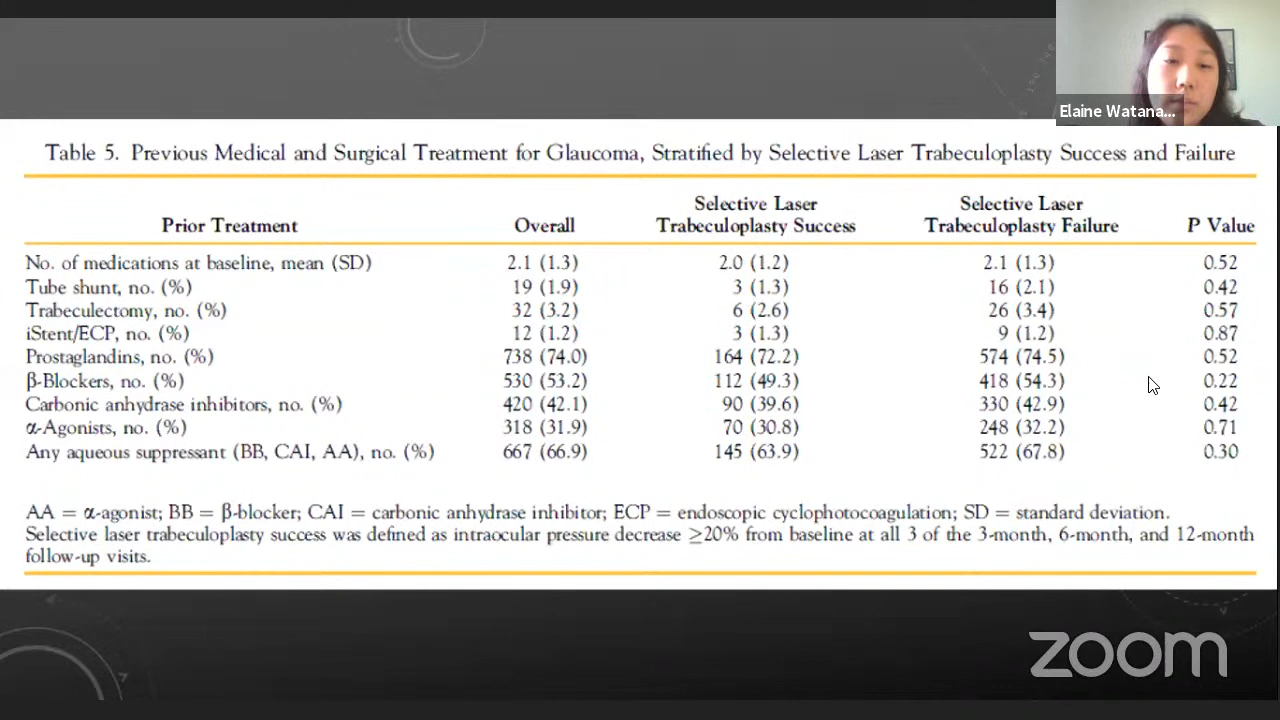 Elaine Watana...
Table 5. Previous Medical and Surgical Treatment for Glaucoma, Stratified by Selective Laser Trabeculoplasty Success and Failure
Prior Treatment Overall Selective Laser Trabeculoplasty Success Selective Laser Trabeculoplasty Failure P Value
No. of medications at baseline, mean (SD) 2.1 (1.3) 2.0 (1.2) 2.1 (1.3) 0.52
Tube shunt, no. (%) 19 (1.9) 3 (1.3) 16 (2.1) 0.42
Trabeculectomy, no. (%) 32 (3.2) 6 (2.6) 26 (3.4) 0.57
iStent/ECP, no. (%) 12 (1.2) 3 (1.3) 9 (1.2) 0.87
Prostaglandins, no. (%) 738 (74.0) 164 (72.2) 574 (74.5) 0.52
β-Blockers, no. (%) 530 (53.2) 112 (49.3) 418 (54.3) 0.22
Carbonic anhydrase inhibitors, no. (%) 420 (42.1) 90 (39.6) 330 (42.9) 0.42
α-Agonists, no. (%) 318 (31.9) 70 (30.8) 248 (32.2) 0.71
Any aqueous suppressant (BB, CAI, AA), no. (%) 667 (66.9) 145 (63.9) 522 (67.8) 0.30
AA = α-agonist; BB = β-blocker; CAI = carbonic anhydrase inhibitor; ECP = endoscopic cyclophotocoagulation; SD = standard deviation.
Selective laser trabeculoplasty success was defined as intraocular pressure decrease ≥20% from baseline at all 3 of the 3-month, 6-month, and 12-month
follow-up visits.
zoom